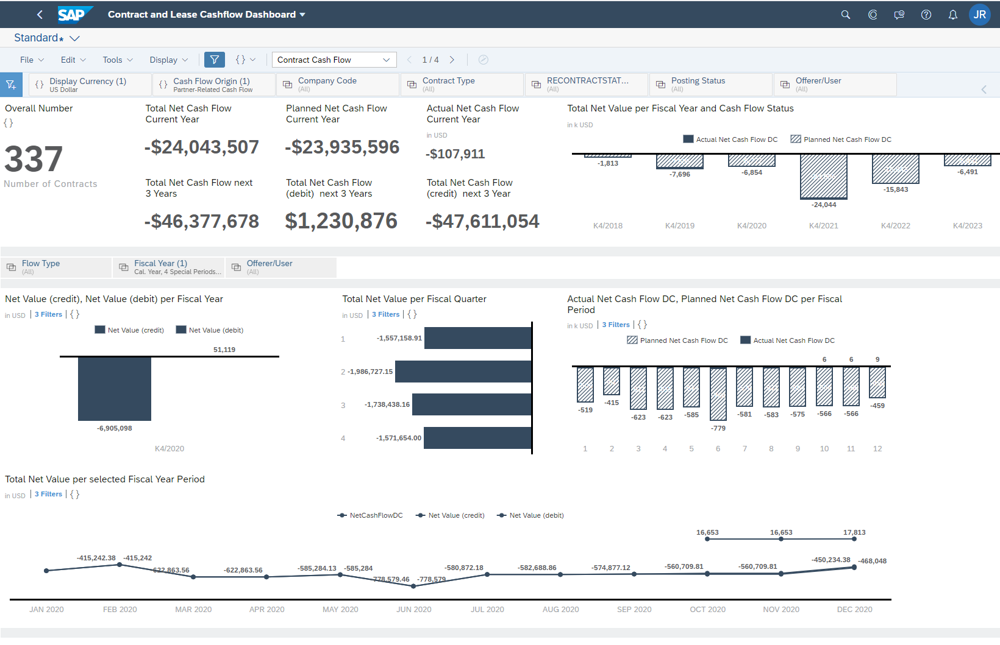 SAP Contract and Lease Cashflow Dashboard JR
Standard*
File Edit Tools Display { } Contract Cash Flow 1 / 4
{ } Display Currency (1)
US Dollar
{ } Cash Flow Origin (1)
Partner-Related Cash Flow
Company Code
(All)
Contract Type
(All)
RECONTRACTSTAT...
(All)
Posting Status
(All)
Offerer/User
(All)
Overall Number
{ }
337
Number of Contracts
Total Net Cash Flow
Current Year
-$24,043,507
Planned Net Cash Flow
Current Year
-$23,935,596
Actual Net Cash Flow
Current Year
in USD
-$107,911
Total Net Cash Flow next
3 Years
-$46,377,678
Total Net Cash Flow
(debit) next 3 Years
$1,230,876
Total Net Cash Flow
(credit) next 3 Year
-$47,611,054
Total Net Value per Fiscal Year and Cash Flow Status
in k USD
Actual Net Cash Flow DC Planned Net Cash Flow DC
-1,813 -7,696 -6,854 -24,044 -15,843 -6,491
K4/2018 K4/2019 K4/2020 K4/2021 K4/2022 K4/2023
Flow Type
(All)
Fiscal Year (1)
Cal. Year, 4 Special Periods...
Offerer/User
(All)
Net Value (credit), Net Value (debit) per Fiscal Year
in USD | 3 Filters | { }
Net Value (credit) Net Value (debit)
51,119
-6,905,098
K4/2020
Total Net Value per Fiscal Quarter
in USD | 3 Filters | { }
1 -1,557,158.91
2 -1,986,727.15
3 -1,738,438.16
4 -1,571,654.00
Actual Net Cash Flow DC, Planned Net Cash Flow DC per Fiscal
Period
in k USD | 3 Filters | { }
Planned Net Cash Flow DC Actual Net Cash Flow DC
6 6 9
-519 -415 -623 -623 -585 -779 -581 -583 -575 -566 -566 -459
1 2 3 4 5 6 7 8 9 10 11 12
Total Net Value per selected Fiscal Year Period
in USD | 3 Filters | { }
NetCashFlowDC Net Value (credit) Net Value (debit)
16,653 16,653 17,813
-415,242.38 -415,242 -622,863.56 -622,863.56 -585,284.13 -585,284 -778,579.46 -778,579 -580,872.18 -582,688.86 -574,877.12 -560,709.81 -560,709.81 -450,234.38 -468,048
JAN 2020 FEB 2020 MAR 2020 APR 2020 MAY 2020 JUN 2020 JUL 2020 AUG 2020 SEP 2020 OCT 2020 NOV 2020 DEC 2020